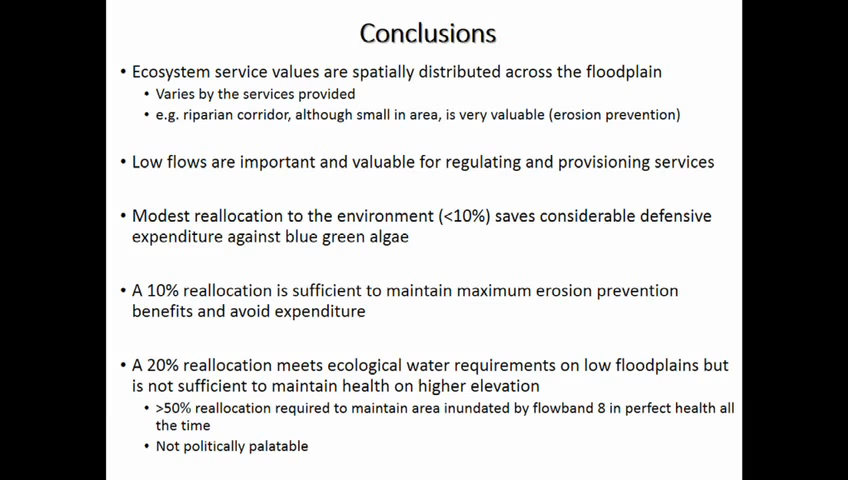 Conclusions
• Ecosystem service values are spatially distributed across the floodplain
• Varies by the services provided
• e.g. riparian corridor, although small in area, is very valuable (erosion prevention)
• Low flows are important and valuable for regulating and provisioning services
• Modest reallocation to the environment (<10%) saves considerable defensive
expenditure against blue green algae
• A 10% reallocation is sufficient to maintain maximum erosion prevention
benefits and avoid expenditure
• A 20% reallocation meets ecological water requirements on low floodplains but
is not sufficient to maintain health on higher elevation
• >50% reallocation required to maintain area inundated by flowband 8 in perfect health all
the time
• Not politically palatable